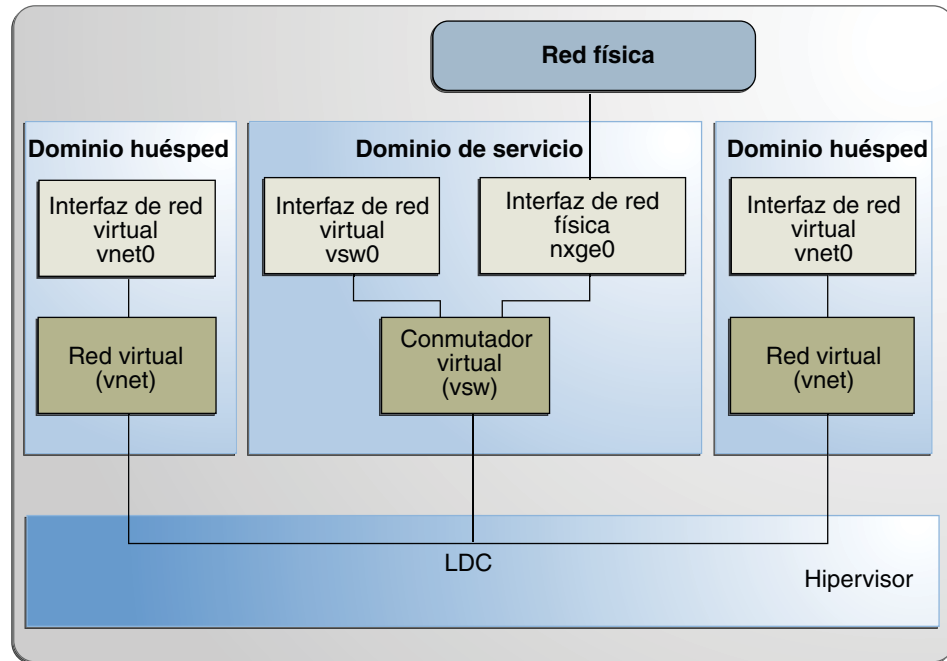 Red física
Dominio huésped
Interfaz de red
virtual
vnet0
Red virtual
(vnet)
Dominio de servicio
Interfaz de red
virtual
vsw0
Interfaz de red
física
nxge0
Conmutador
virtual
(vsw)
Dominio huésped
Interfaz de red
virtual
vnet0
Red virtual
(vnet)
LDC
Hipervisor